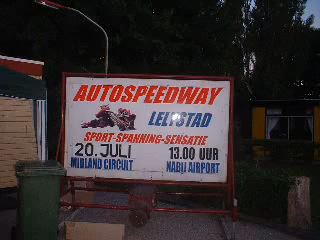 AUTOSPEEDWAY
LELYSTAD
SPORT-SPANNING-SENSATIE
20. JULI 13.00 UUR
MIDLAND CIRCUIT NABIJ AIRPORT